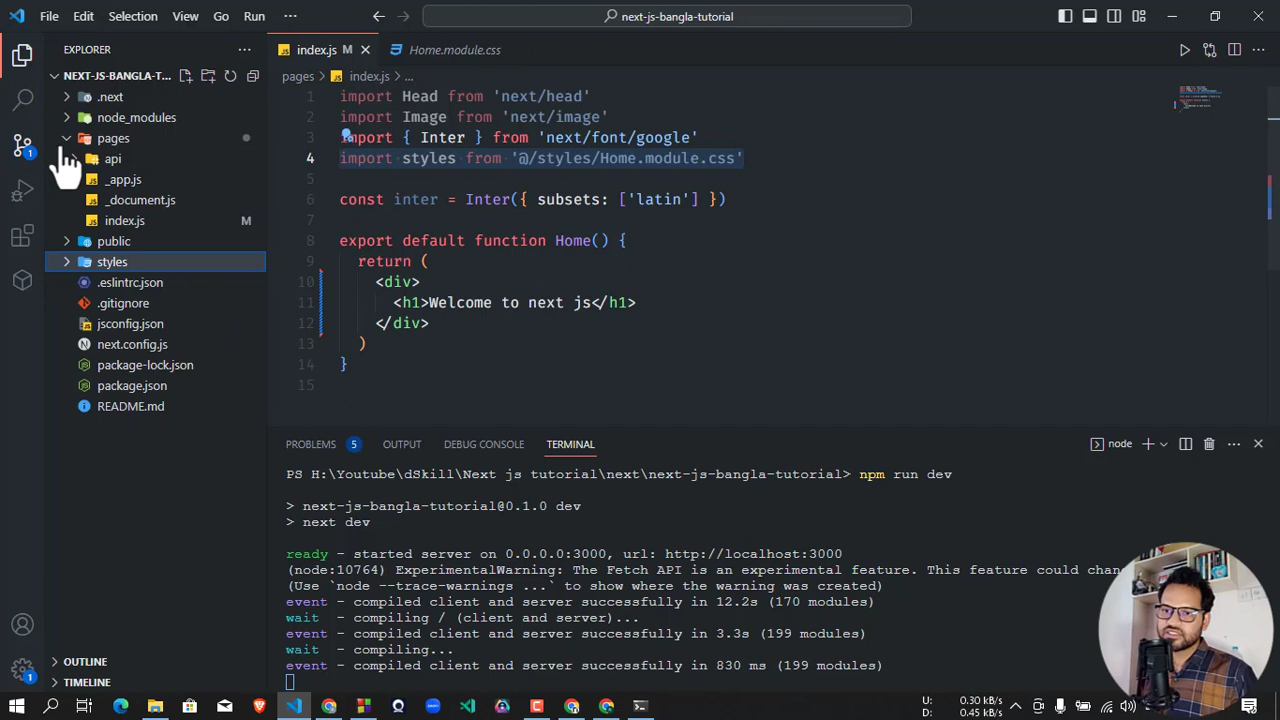 File Edit Selection View Go Run ··· next-js-bangla-tutorial
EXPLORER ···
NEXT-JS-BANGLA-T...
.next
node_modules
pages
api
_app.js
_document.js
index.js M
public
styles
.eslintrc.json
.gitignore
jsconfig.json
next.config.js
package-lock.json
package.json
README.md
OUTLINE
TIMELINE
1
1
JS index.js M Home.module.css
pages > JS index.js > ...
1 import Head from 'next/head'
2 import Image from 'next/image'
3 import { Inter } from 'next/font/google'
4 import styles from '@/styles/Home.module.css'
5
6 const inter = Inter({ subsets: ['latin'] })
7
8 export default function Home() {
9 return (
10 <div>
11 <h1>Welcome to next js</h1>
12 </div>
13 )
14 }
15
PROBLEMS 5 OUTPUT DEBUG CONSOLE TERMINAL node
PS H:\Youtube\dSkill\Next js tutorial\next\next-js-bangla-tutorial> npm run dev
> next-js-bangla-tutorial@0.1.0 dev
> next dev
ready - started server on 0.0.0.0:3000, url: http://localhost:3000
(node:10764) ExperimentalWarning: The Fetch API is an experimental feature. This feature could chan
(Use `node --trace-warnings ...` to show where the warning was created)
event - compiled client and server successfully in 12.2s (170 modules)
wait - compiling / (client and server)...
event - compiled client and server successfully in 3.3s (199 modules)
wait - compiling...
event - compiled client and server successfully in 830 ms (199 modules)
U: 0.30 kB/s
D: 0.45 kB/s